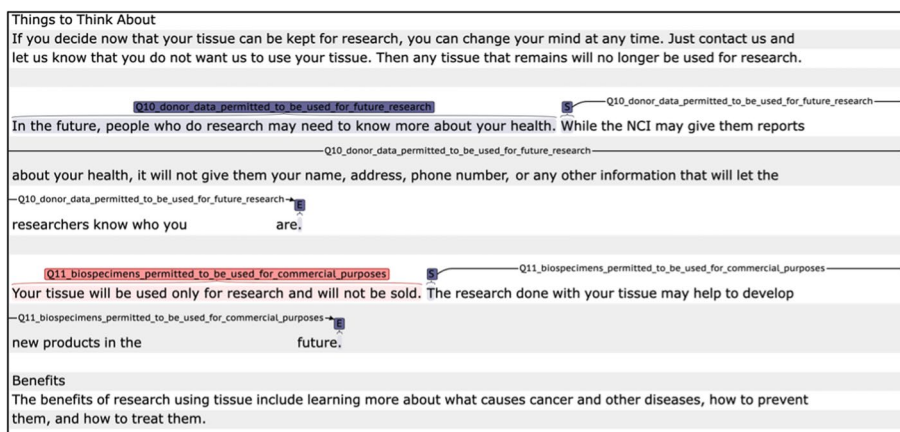 Things to Think About
If you decide now that your tissue can be kept for research, you can change your mind at any time. Just contact us and
let us know that you do not want us to use your tissue. Then any tissue that remains will no longer be used for research.
Q10_donor_data_permitted_to_be_used_for_future_research S Q10_donor_data_permitted_to_be_used_for_future_research
In the future, people who do research may need to know more about your health. While the NCI may give them reports
Q10_donor_data_permitted_to_be_used_for_future_research
about your health, it will not give them your name, address, phone number, or any other information that will let the
Q10_donor_data_permitted_to_be_used_for_future_research E
researchers know who you are.
Q11_biospecimens_permitted_to_be_used_for_commercial_purposes S Q11_biospecimens_permitted_to_be_used_for_commercial_purposes
Your tissue will be used only for research and will not be sold. The research done with your tissue may help to develop
Q11_biospecimens_permitted_to_be_used_for_commercial_purposes E
new products in the future.
Benefits
The benefits of research using tissue include learning more about what causes cancer and other diseases, how to prevent
them, and how to treat them.